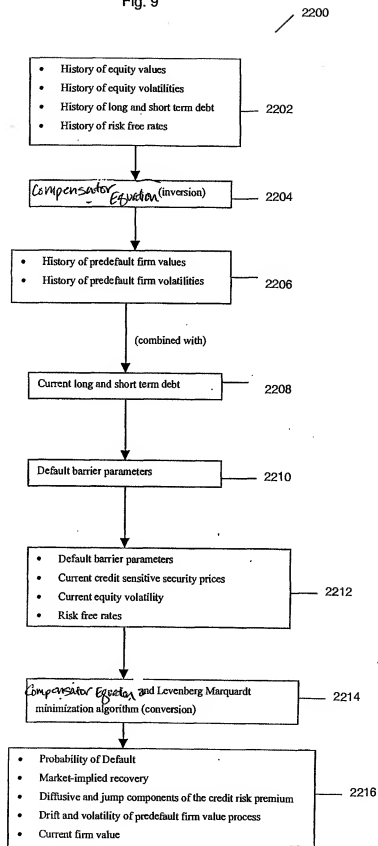 Fig. 9
2200
• History of equity values
• History of equity volatilities
• History of long and short term debt
• History of risk free rates
2202
Compensator Equation (inversion)
2204
• History of predefault firm values
• History of predefault firm volatilities
2206
(combined with)
Current long and short term debt
2208
Default barrier parameters
2210
• Default barrier parameters
• Current credit sensitive security prices
• Current equity volatility
• Risk free rates
2212
Compensator Equation and Levenberg Marquardt
minimization algorithm (conversion)
2214
• Probability of Default
• Market-implied recovery
• Diffusive and jump components of the credit risk premium
• Drift and volatility of predefault firm value process
• Current firm value
2216